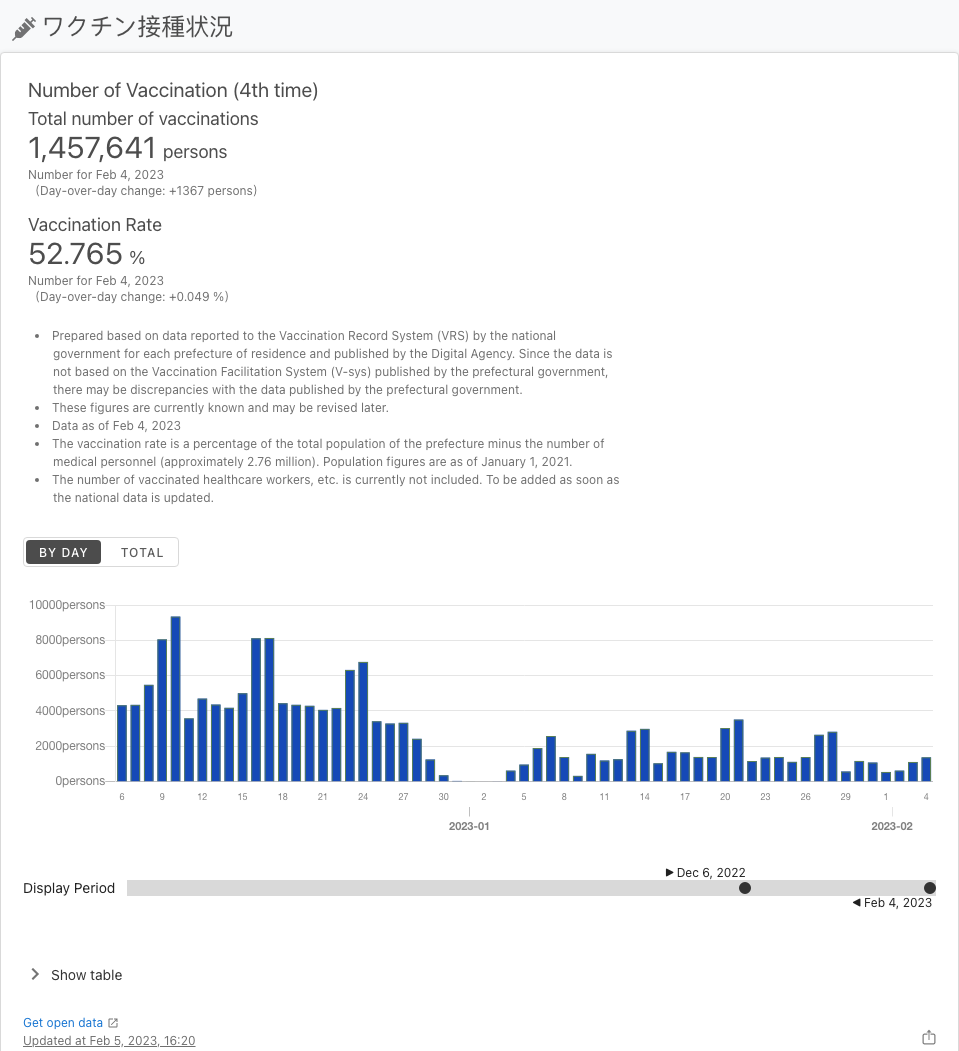 ワクチン接種状況
Number of Vaccination (4th time)
Total number of vaccinations
1,457,641 persons
Number for Feb 4, 2023
(Day-over-day change: +1367 persons)
Vaccination Rate
52.765 %
Number for Feb 4, 2023
(Day-over-day change: +0.049 %)
• Prepared based on data reported to the Vaccination Record System (VRS) by the national
government for each prefecture of residence and published by the Digital Agency. Since the data is
not based on the Vaccination Facilitation System (V-sys) published by the prefectural government,
there may be discrepancies with the data published by the prefectural government.
• These figures are currently known and may be revised later.
• Data as of Feb 4, 2023
• The vaccination rate is a percentage of the total population of the prefecture minus the number of
medical personnel (approximately 2.76 million). Population figures are as of January 1, 2021.
• The number of vaccinated healthcare workers, etc. is currently not included. To be added as soon as
the national data is updated.
BY DAY TOTAL
10000persons
8000persons
6000persons
4000persons
2000persons
0persons
6 9 12 15 18 21 24 27 30 2 5 8 11 14 17 20 23 26 29 1 4
2023-01 2023-02
Dec 6, 2022
Display Period
Feb 4, 2023
Show table
Get open data
Updated at Feb 5, 2023, 16:20